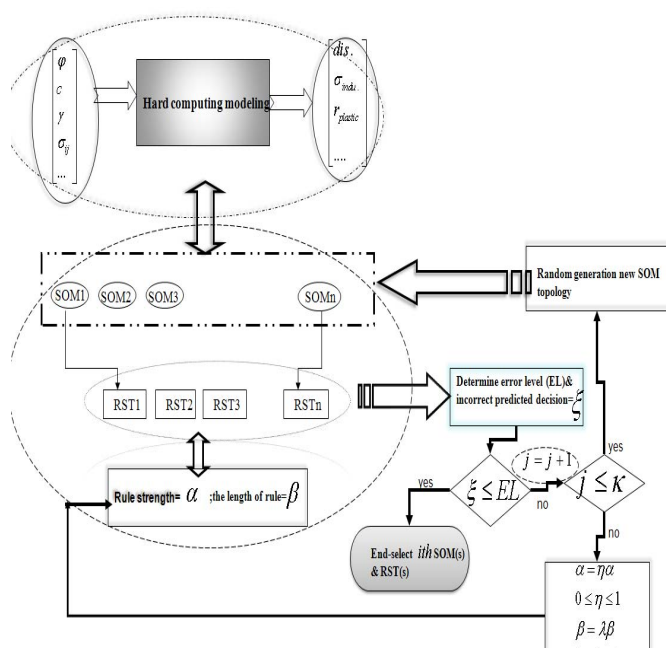 φ
c
γ
σij
...
Hard computing modeling
dis.
σindu.
rplastic
....
SOM1 SOM2 SOM3 SOMn
Random generation new SOM
topology
RST1 RST2 RST3 RSTn
Determine error level (EL)&
incorrect predicted decision=ξ
j = j+1
yes
ξ ≤ EL
no
j ≤ κ
yes
no
Rule strength= α ;the length of rule=β
End-select ith SOM(s)
& RST(s)
α = ηα
0 ≤ η ≤ 1
β = λβ